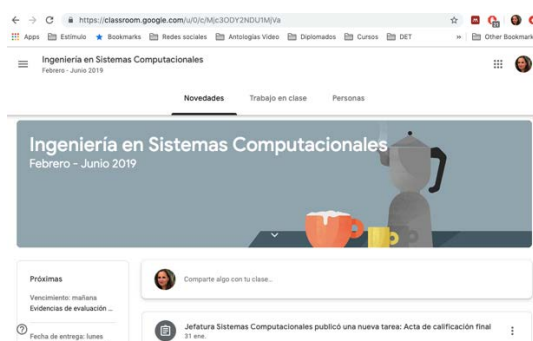 https://classroom.google.com/u/0/c/Mjc3ODY2NDU1MjVa
Apps Estímulo Bookmarks Redes sociales Antologías Video Diplomados Cursos DET » Other Bookmark
Ingeniería en Sistemas Computacionales
Febrero - Junio 2019
Novedades Trabajo en clase Personas
Ingeniería en Sistemas Computacionales
Febrero - Junio 2019
Próximas
Comparte algo con tu clase...
Vencimiento: mañana
Evidencias de evaluación ...
Fecha de entrega: lunes
Jefatura Sistemas Computacionales publicó una nueva tarea: Acta de calificación final
31 ene.